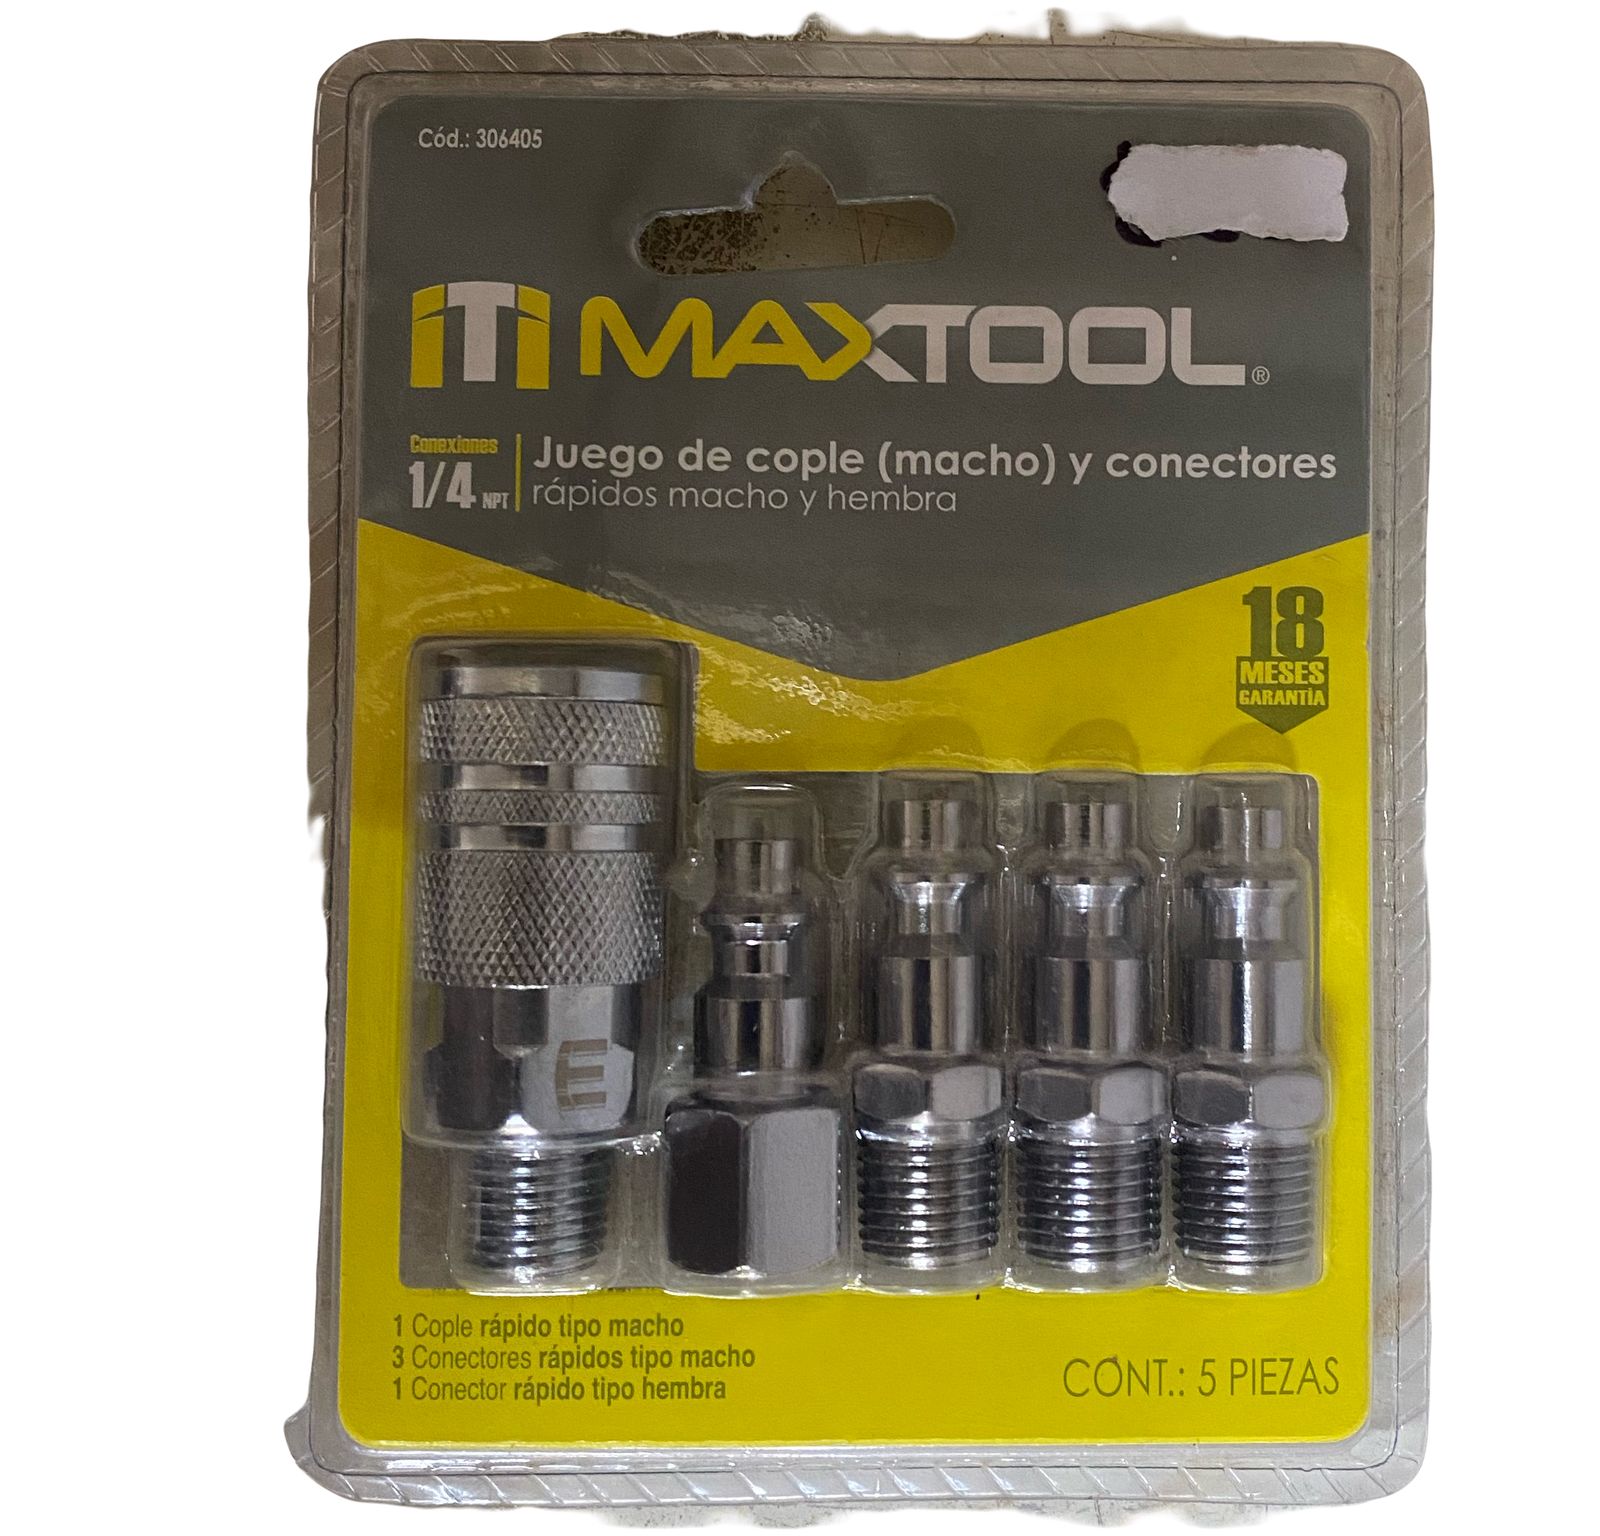 Cód.: 306405
MAXTOOL®
Conexiones
1/4 NPT
Juego de cople (macho) y conectores
rápidos macho y hembra
18
MESES
GARANTÍA
1 Cople rápido tipo macho
3 Conectores rápidos tipo macho
1 Conector rápido tipo hembra
CONT.: 5 PIEZAS